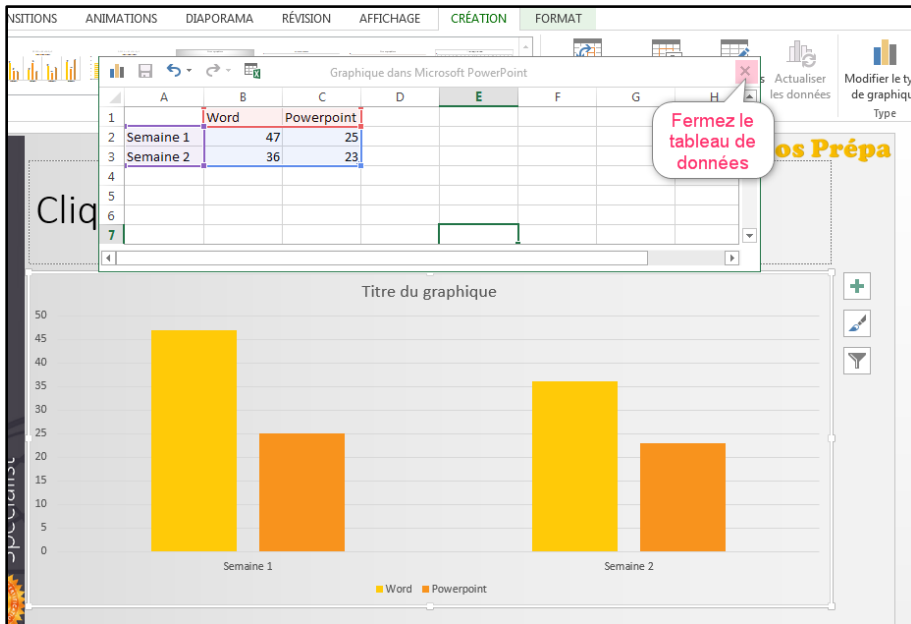 NSITIONS ANIMATIONS DIAPORAMA RÉVISION AFFICHAGE CRÉATION FORMAT
Graphique dans Microsoft PowerPoint
Actualiser
les données
Modifier le ty
de graphiqu
Type
A B C D E F G H
1 Word Powerpoint
2 Semaine 1 47 25
3 Semaine 2 36 23
4
5
6
7
Fermez le
tableau de
données
os Prépa
Cliq
Titre du graphique
50
45
40
35
30
25
20
15
10
5
0
Semaine 1 Semaine 2
Word Powerpoint
Specialist